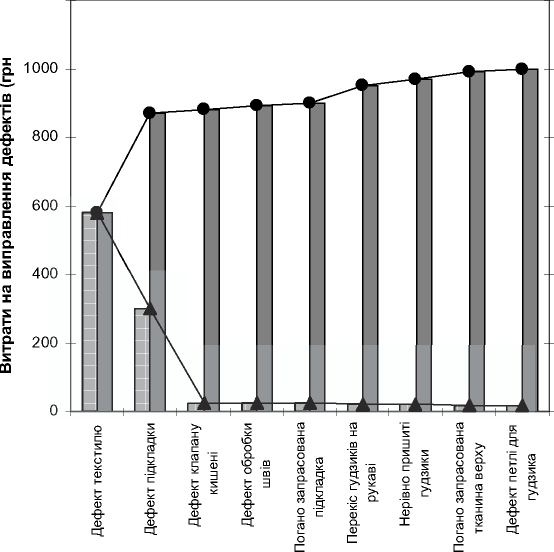 Витрати на виправлення дефектів (грн
1000
800
600
400
200
0
Дефект текстилю
Дефект підкладки
Дефект клапану
кишені
Дефект обробки
швів
Погано запрасована
підкладка
Перекіс гудзиків на
рукаві
Нерівно пришиті
гудзики
Погано запрасована
тканина верху
Дефект петлі для
гудзика